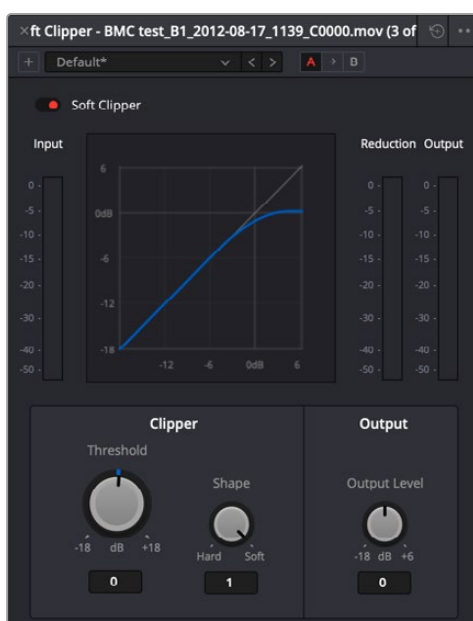 ft Clipper - BMC test_B1_2012-08-17_1139_C0000.mov (3 of
Default*
A
B
Soft Clipper
Input
Reduction Output
6
0dB
-6
-12
-18
-12 -6 0dB 6
0
-5
-10
-15
-20
-30
-40
-50
0 0
-5 -5
-10 -10
-15 -15
-20 -20
-30 -30
-40 -40
-50 -50
Clipper
Threshold
-18 dB +18
0
Shape
Hard Soft
1
Output
Output Level
-18 dB +6
0